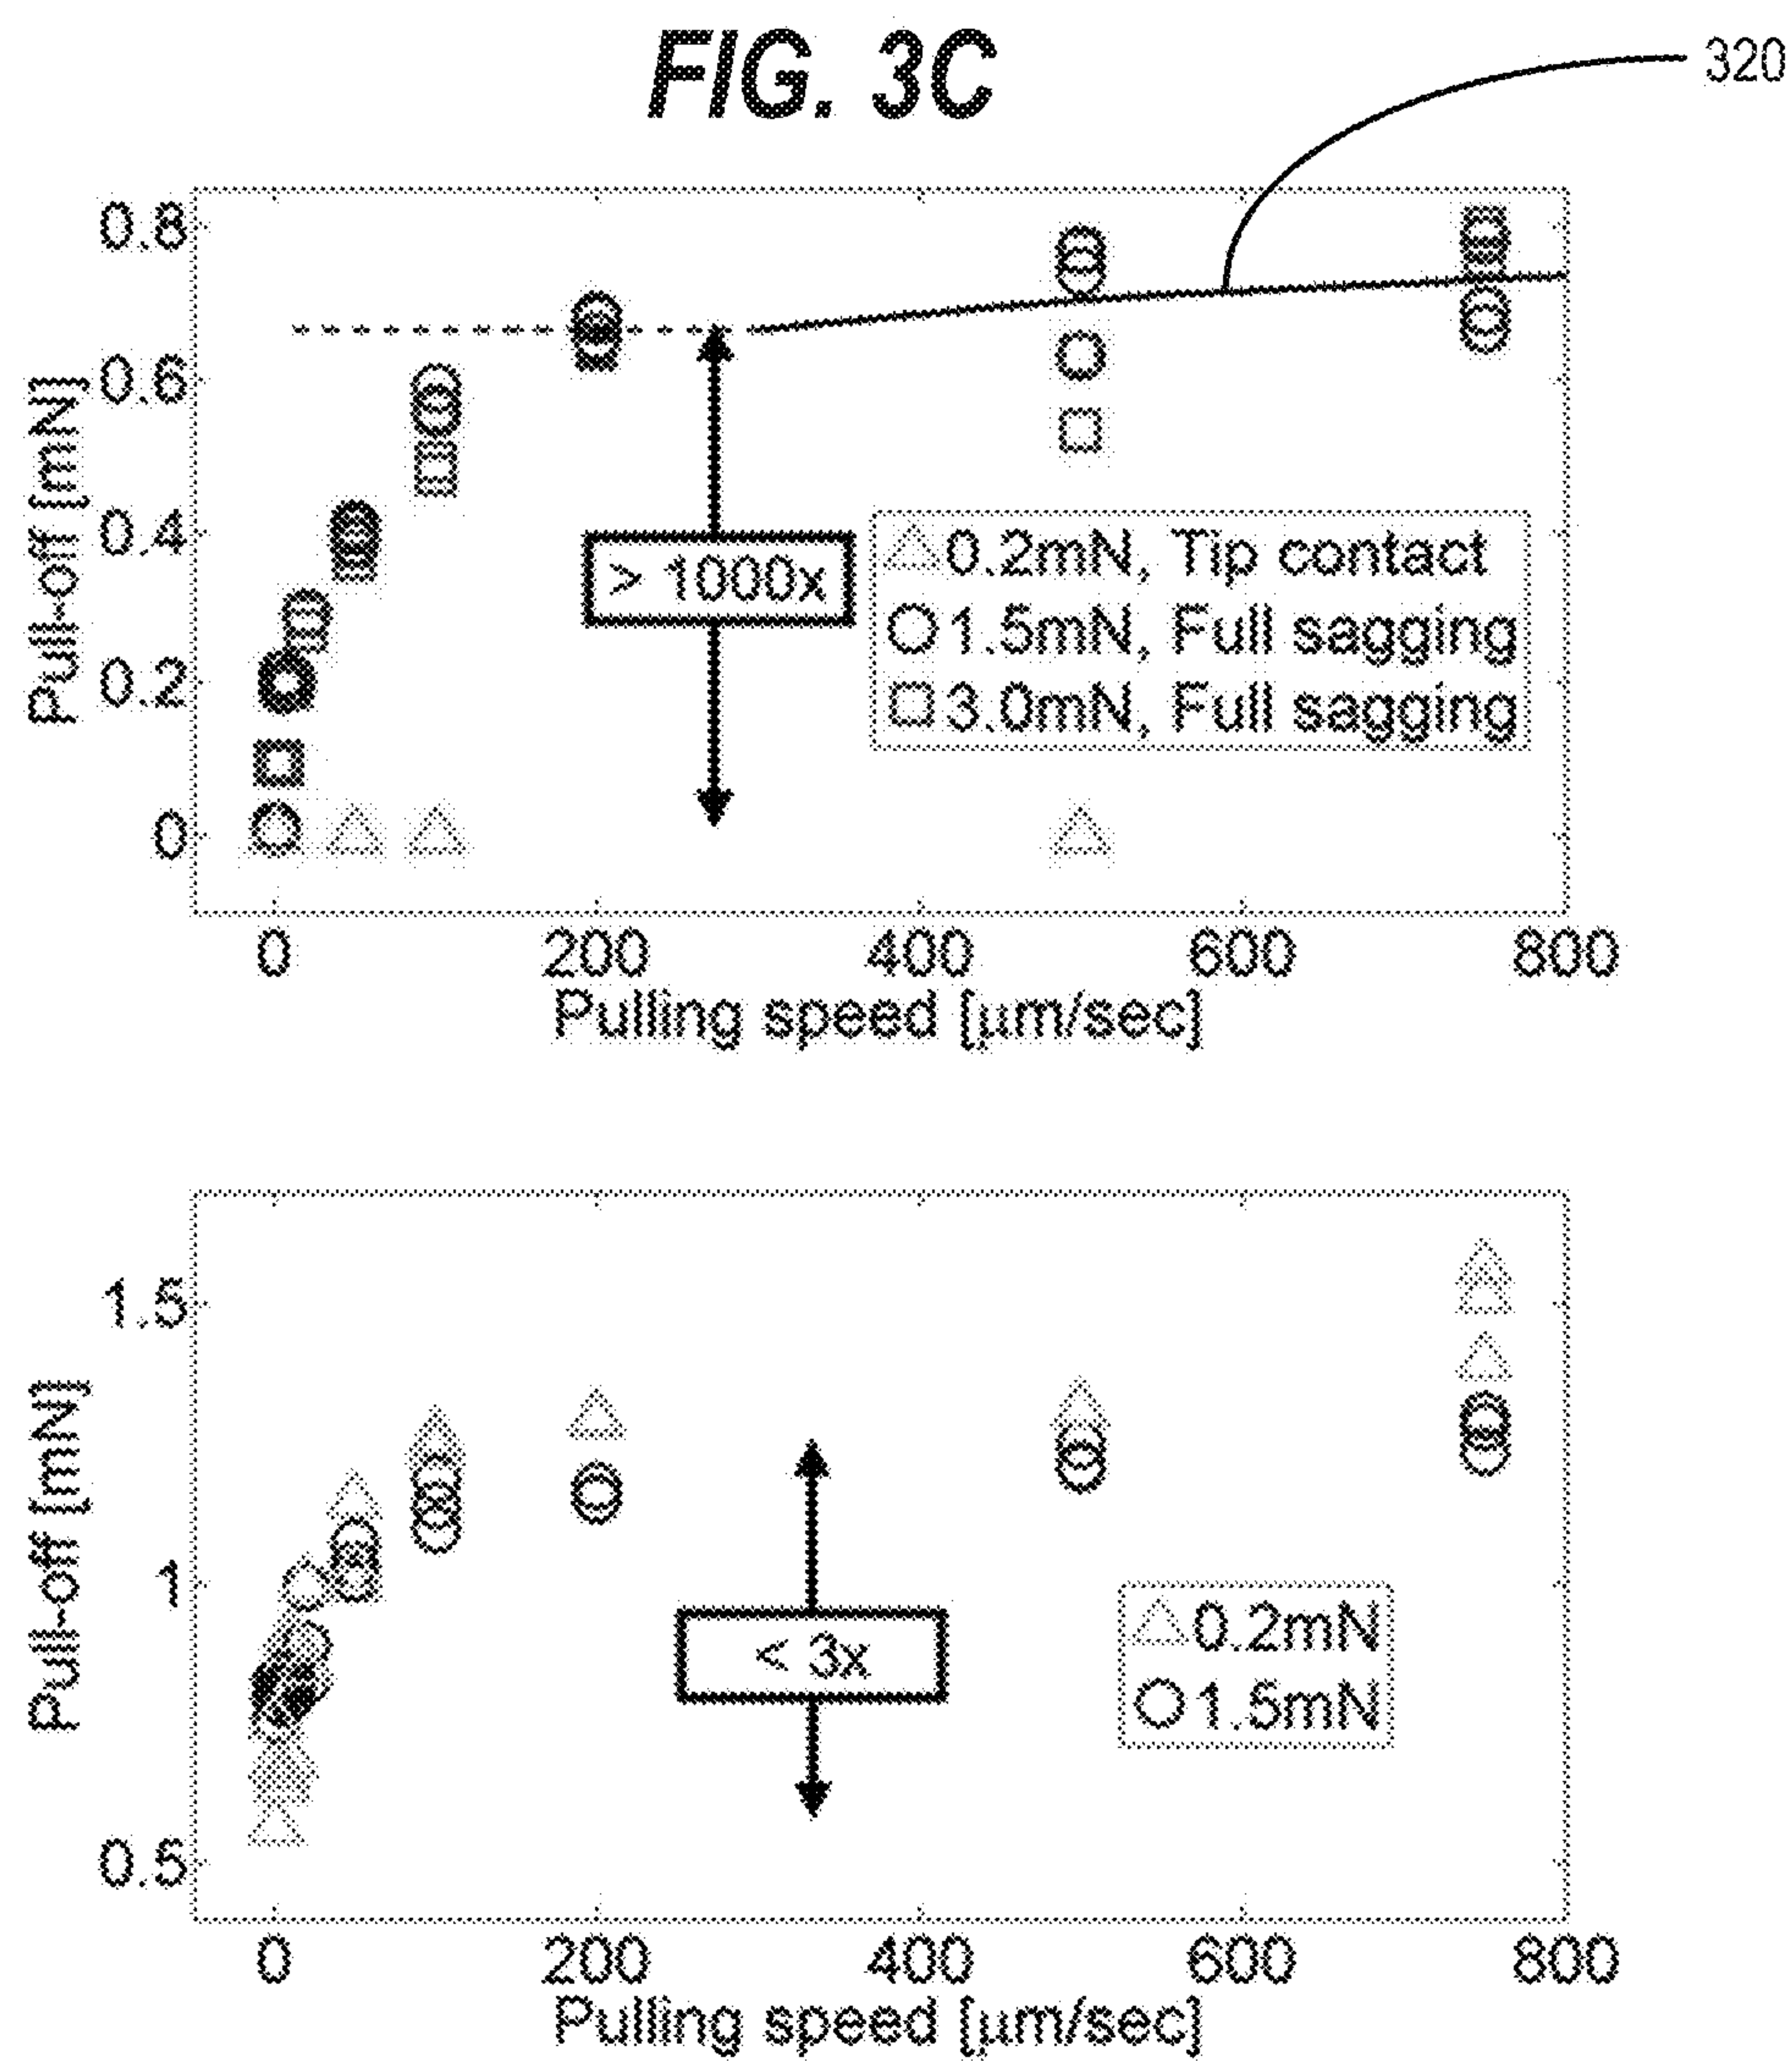 FIG. 3C
320
Pull-off [mN]
0.8
0.6
0.4
0.2
0
> 1000x
0.2mN, Tip contact
1.5mN, Full sagging
3.0mN, Full sagging
0 200 400 600 800
Pulling speed [µm/sec]
Pull-off [mN]
1.5
1
0.5
< 3x
0.2mN
1.5mN
0 200 400 600 800
Pulling speed [µm/sec]